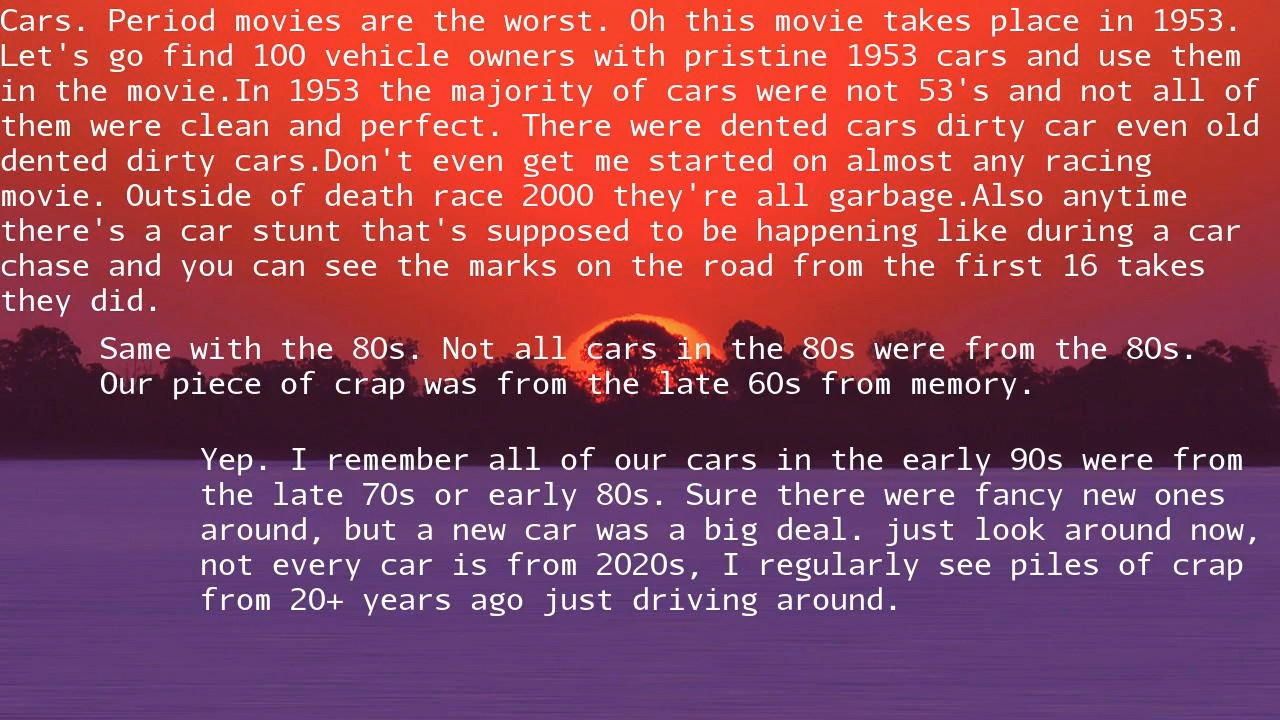 Cars. Period movies are the worst. Oh this movie takes place in 1953.
Let's go find 100 vehicle owners with pristine 1953 cars and use them
in the movie.In 1953 the majority of cars were not 53's and not all of
them were clean and perfect. There were dented cars dirty car even old
dented dirty cars.Don't even get me started on almost any racing
movie. Outside of death race 2000 they're all garbage.Also anytime
there's a car stunt that's supposed to be happening like during a car
chase and you can see the marks on the road from the first 16 takes
they did.
Same with the 80s. Not all cars in the 80s were from the 80s.
Our piece of crap was from the late 60s from memory.
Yep. I remember all of our cars in the early 90s were from
the late 70s or early 80s. Sure there were fancy new ones
around, but a new car was a big deal. just look around now,
not every car is from 2020s, I regularly see piles of crap
from 20+ years ago just driving around.